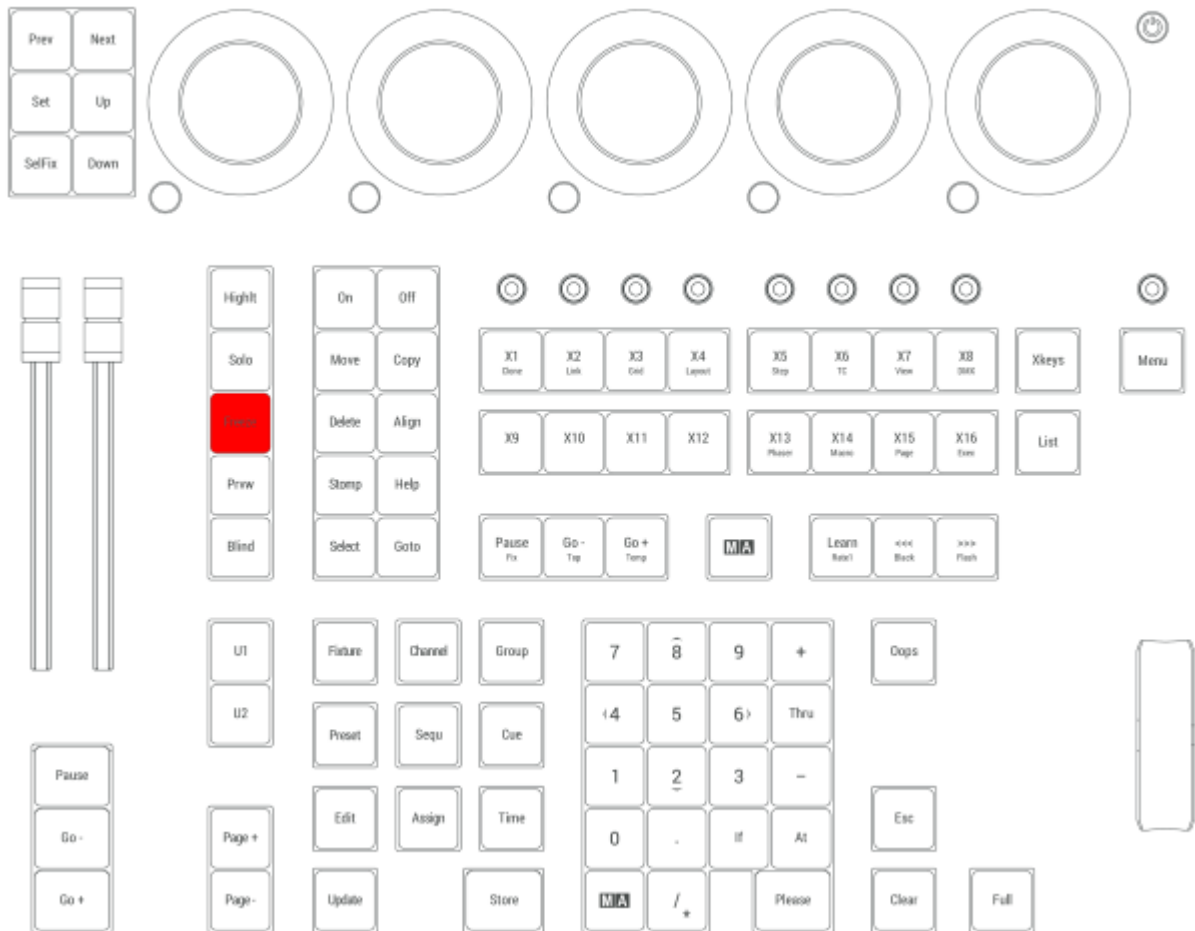 Prev Next
Set Up
SelFix Down
Highlt On Off
Solo Move Copy X1 X2 X3 X4 X5 X6 X7 X8 Xkeys Menu
Clone Link Grid Layout Step TC View DMX
Freeze Delete Align X9 X10 X11 X12 X13 X14 X15 X16 List
Phaser Macro Page Exec
Prvw Stomp Help
Blind Select Goto Pause Go - Go + MA Learn <<< >>>
Fix Top Temp Rate1 Black Flash
U1 Fixture Channel Group 7 8 9 + Oops
U2 Preset Sequ Cue 4 5 6 Thru
Pause 1 2 3 -
Go - Page + Edit Assign Time 0 . If At Esc
Go + Page - Update Store MA / * Please Clear Full